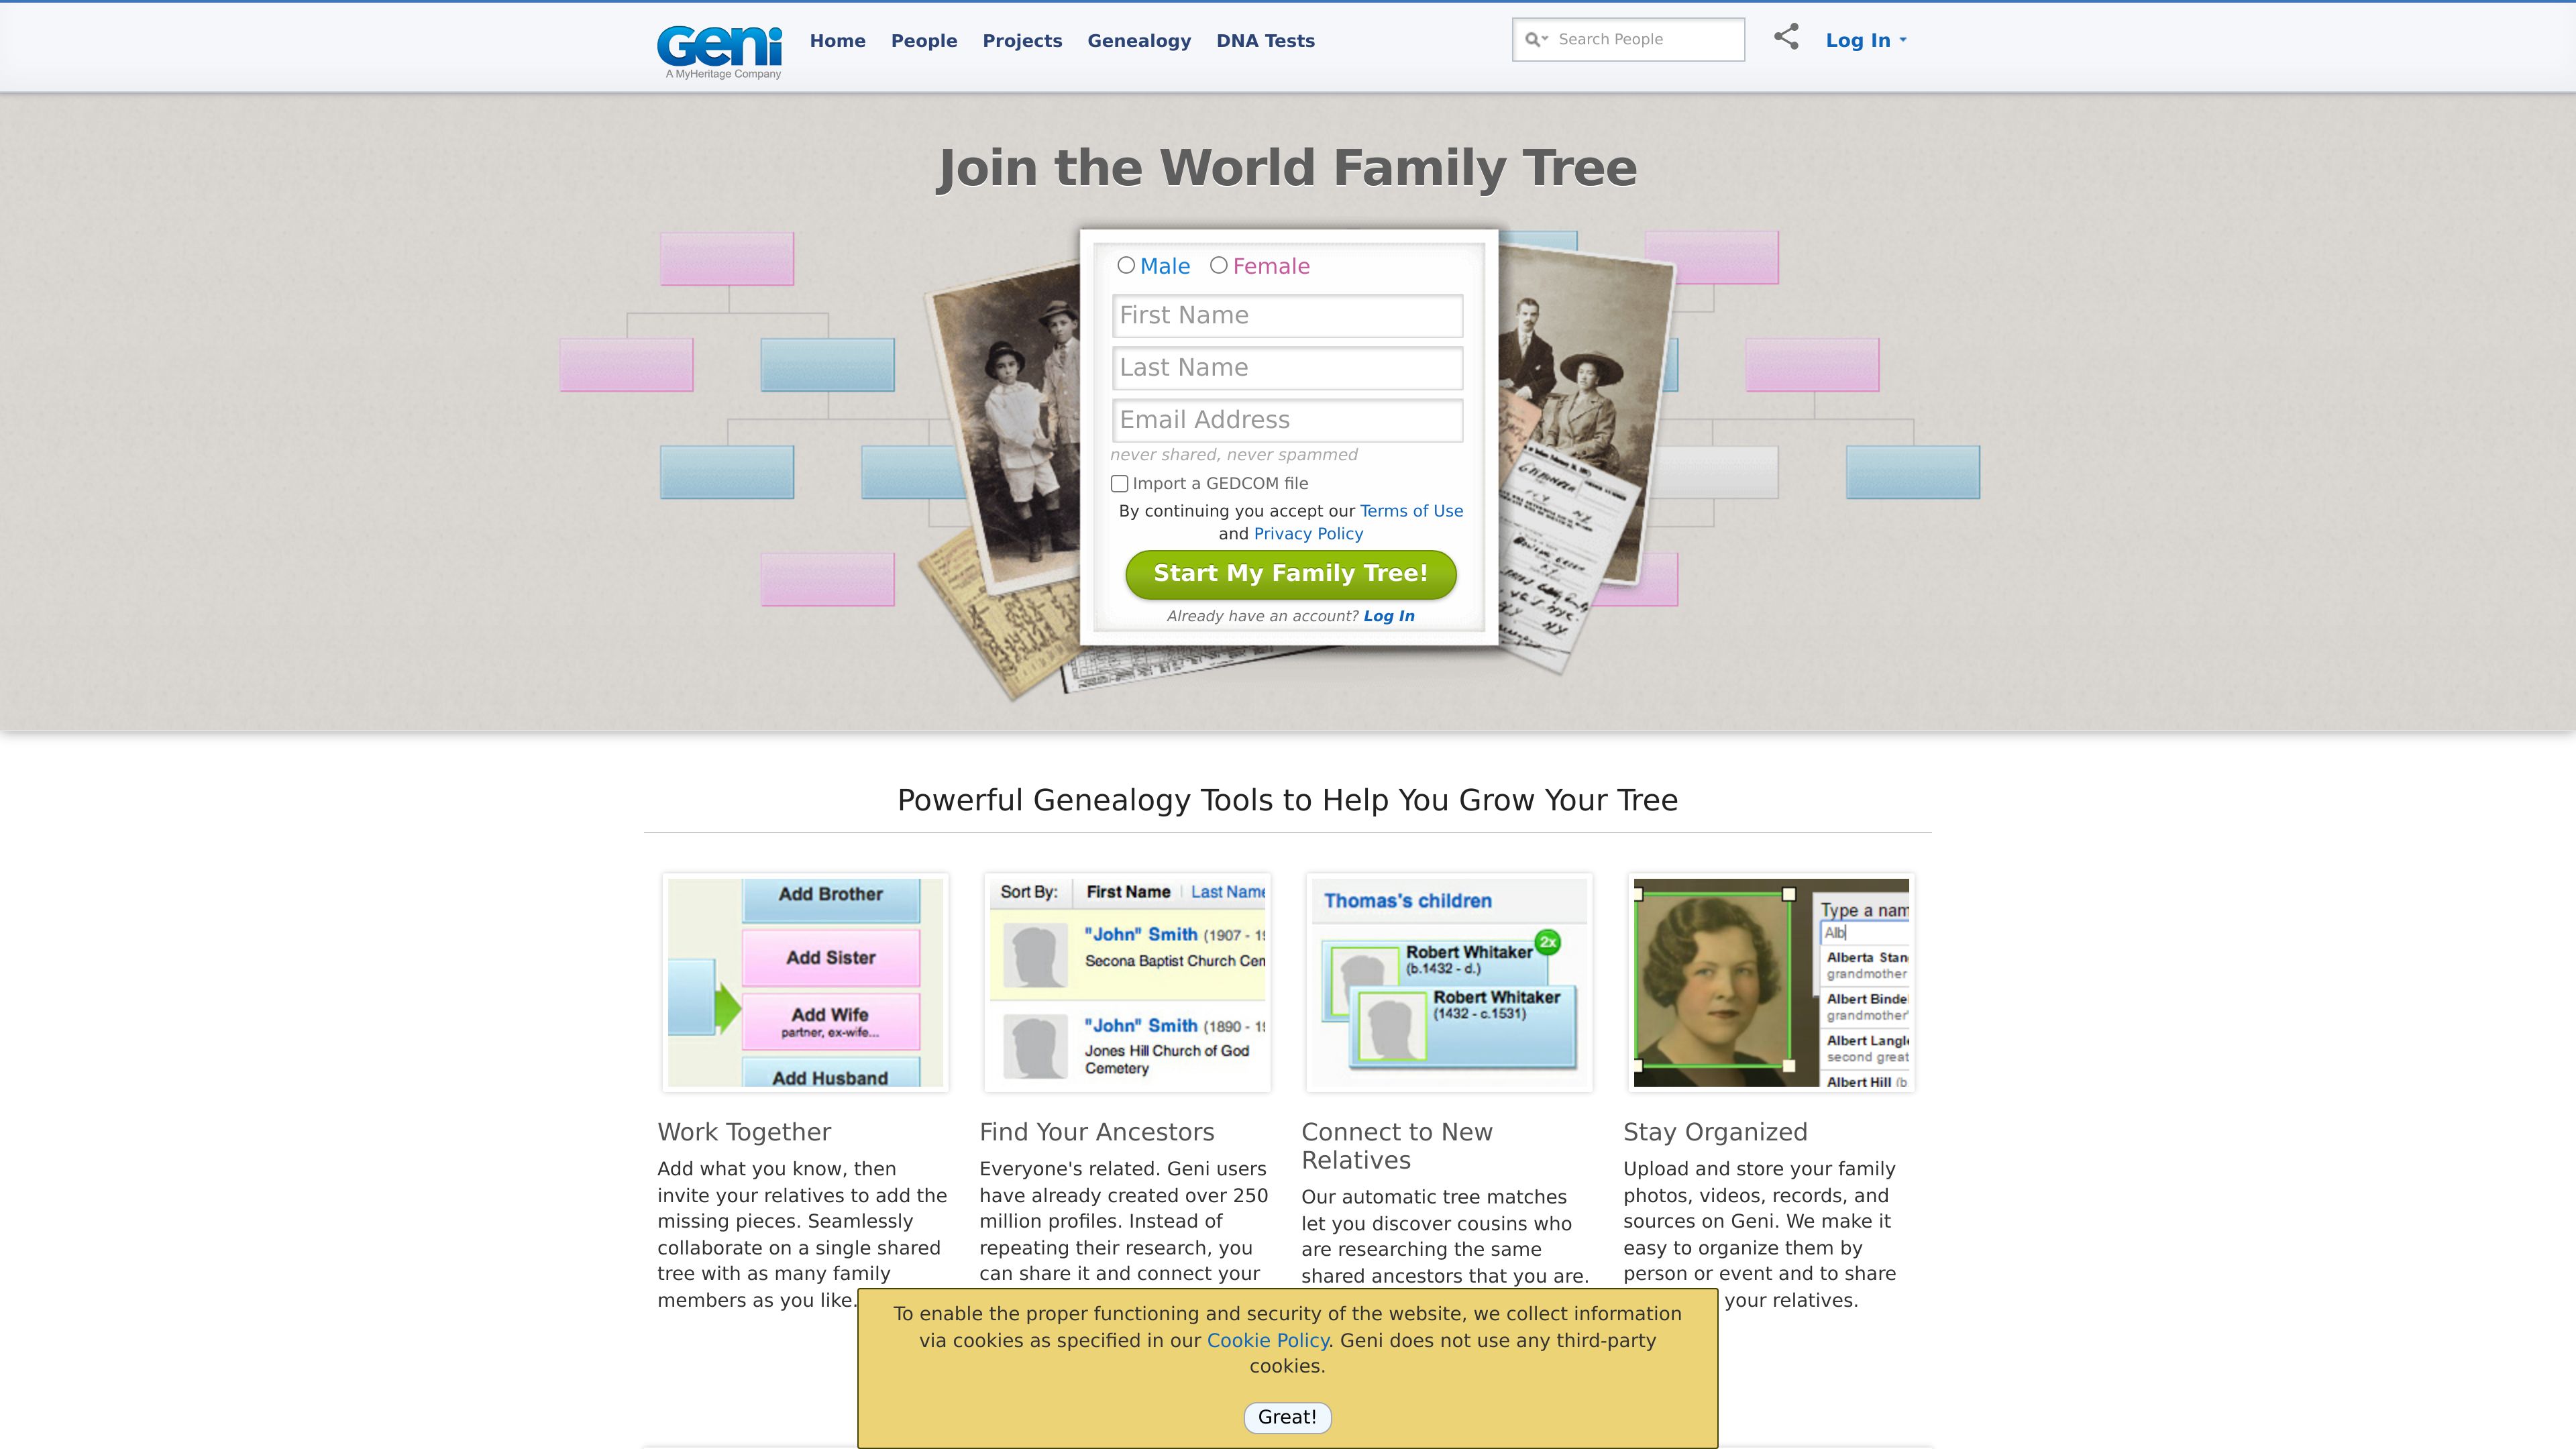 Geni
A MyHeritage Company
Home People Projects Genealogy DNA Tests
Search People
Log In
Join the World Family Tree
Male Female
First Name
Last Name
Email Address
never shared, never spammed
Import a GEDCOM file
By continuing you accept our Terms of Use
and Privacy Policy
Start My Family Tree!
Already have an account? Log In
Powerful Genealogy Tools to Help You Grow Your Tree
Add Brother
Add Sister
Add Wife
partner, ex-wife...
Add Husband
Sort By: First Name Last Name
"John" Smith (1907 - 19
Secona Baptist Church Cem
"John" Smith (1890 - 19
Jones Hill Church of God
Cemetery
Thomas's children
2x
Robert Whitaker
(b.1432 - d.)
Robert Whitaker
(1432 - c.1531)
Type a nam
Alb
Alberta Stan
grandmother
Albert Binde
grandmother'
Albert Langl
second great
Albert Hill (b.
Work Together
Add what you know, then
invite your relatives to add the
missing pieces. Seamlessly
collaborate on a single shared
tree with as many family
members as you like.
Find Your Ancestors
Everyone's related. Geni users
have already created over 250
million profiles. Instead of
repeating their research, you
can share it and connect your
Connect to New
Relatives
Our automatic tree matches
let you discover cousins who
are researching the same
shared ancestors that you are.
Stay Organized
Upload and store your family
photos, videos, records, and
sources on Geni. We make it
easy to organize them by
person or event and to share
your relatives.
To enable the proper functioning and security of the website, we collect information
via cookies as specified in our Cookie Policy. Geni does not use any third-party
cookies.
Great!